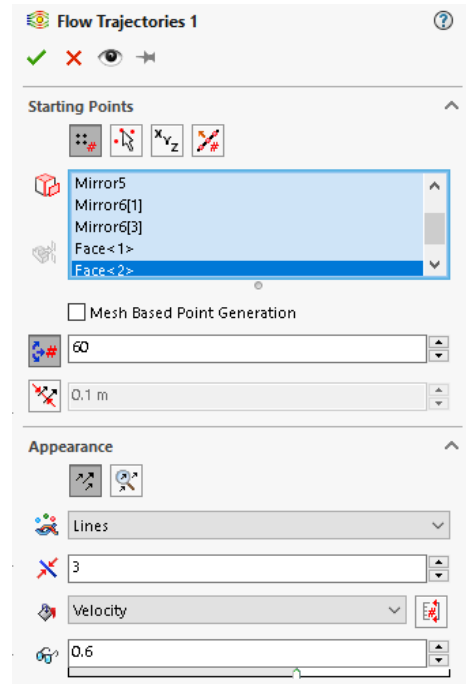 Flow Trajectories 1
Starting Points
Mirror5
Mirror6[1]
Mirror6[3]
Face<1>
Face<2>
Mesh Based Point Generation
60
0.1 m
Appearance
Lines
3
Velocity
0.6